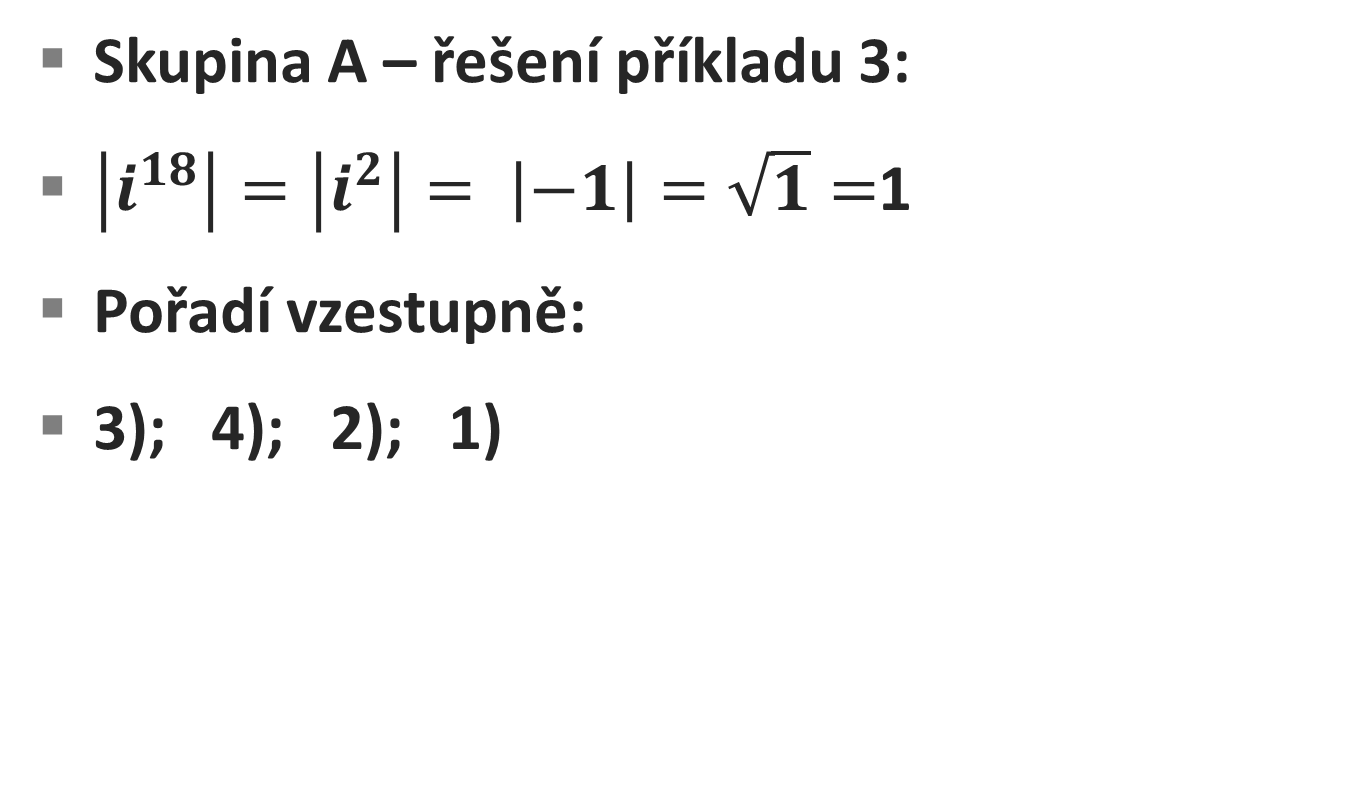 ▪ Skupina A – řešení příkladu 3:
▪ |i¹⁸| = |i²| = |−1| = √1 =1
▪ Pořadí vzestupně:
▪ 3); 4); 2); 1)